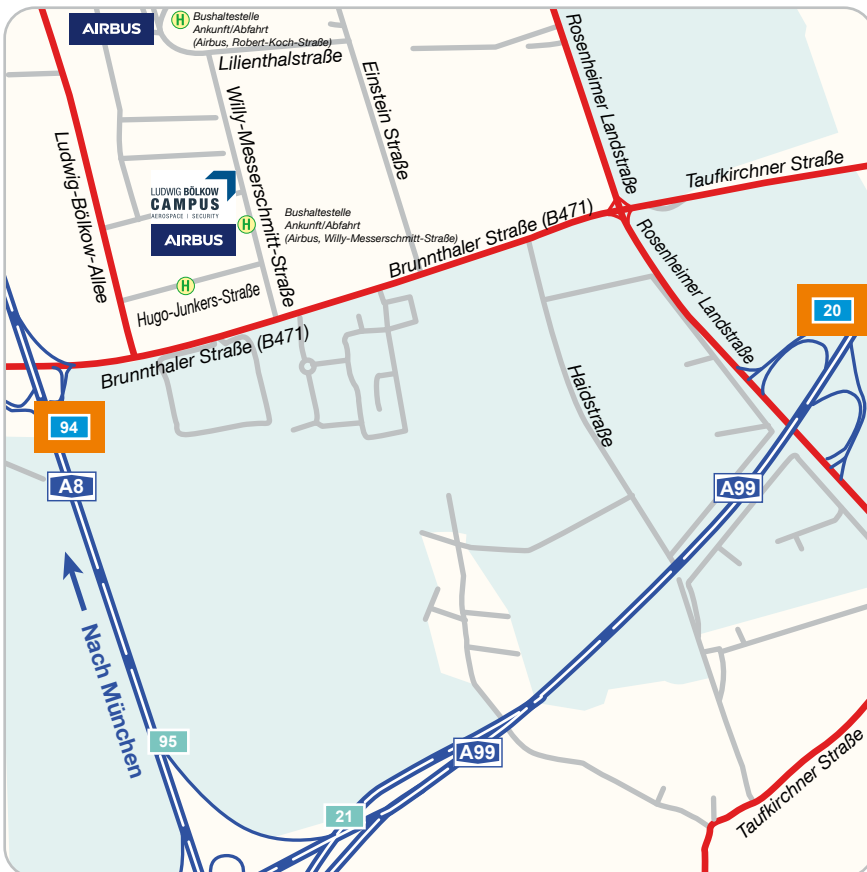 AIRBUS
H
Bushaltestelle
Ankunft/Abfahrt
(Airbus, Robert-Koch-Straße)
Lilienthalstraße
Einstein Straße
Rosenheimer Landstraße
Willy-Messerschmitt-Straße
Ludwig-Bölkow-Allee
Taufkirchner Straße
LUDWIG BÖLKOW
CAMPUS
AEROSPACE | SECURITY
AIRBUS
H
Bushaltestelle
Ankunft/Abfahrt
(Airbus, Willy-Messerschmitt-Straße)
Brunnthaler Straße (B471)
Rosenheimer Landstraße
H
Hugo-Junkers-Straße
20
Brunnthaler Straße (B471)
Haidstraße
94
A8
A99
Nach München
95
A99
21
Taufkirchner Straße